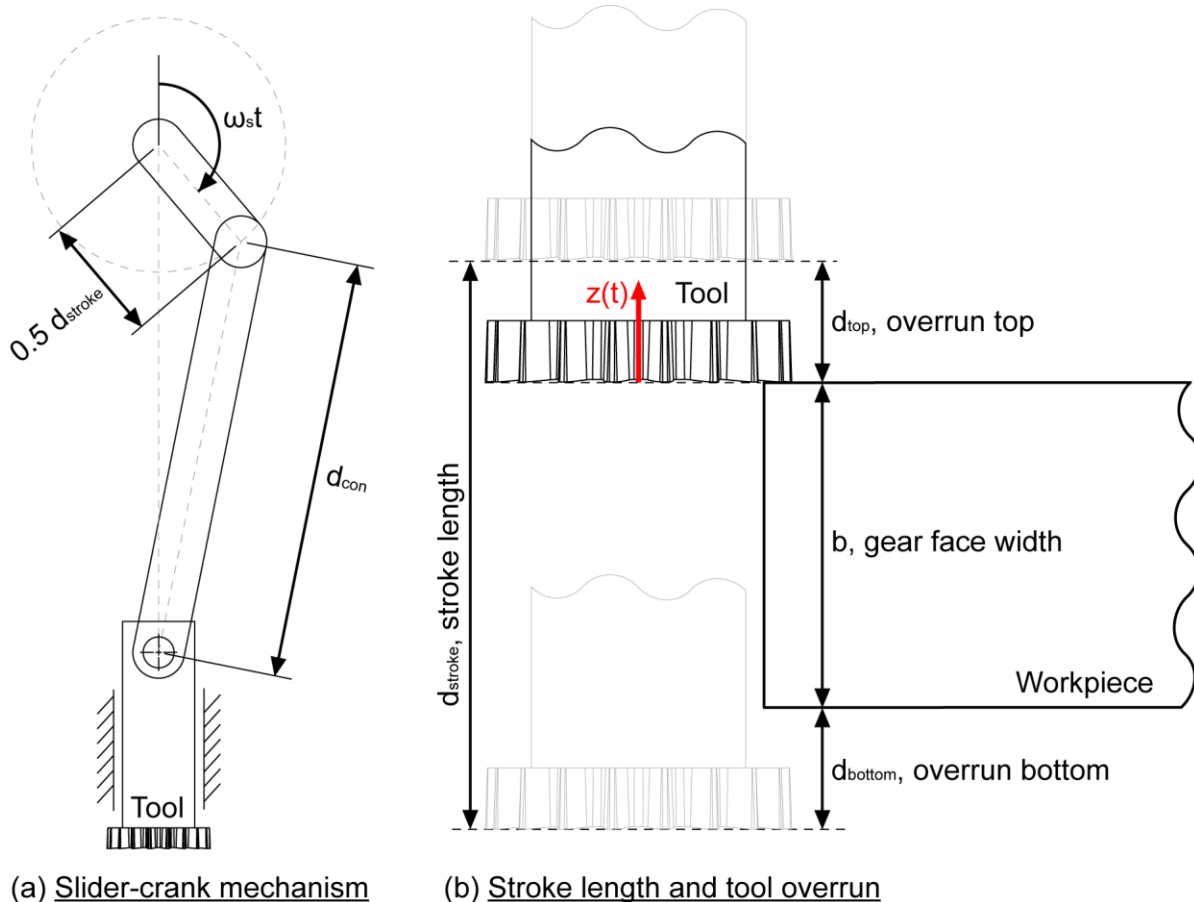 ωst
0.5 dstroke
dcon
Tool
(a) Slider-crank mechanism
z(t)
Tool
dtop, overrun top
dstroke, stroke length
b, gear face width
Workpiece
dbottom, overrun bottom
(b) Stroke length and tool overrun